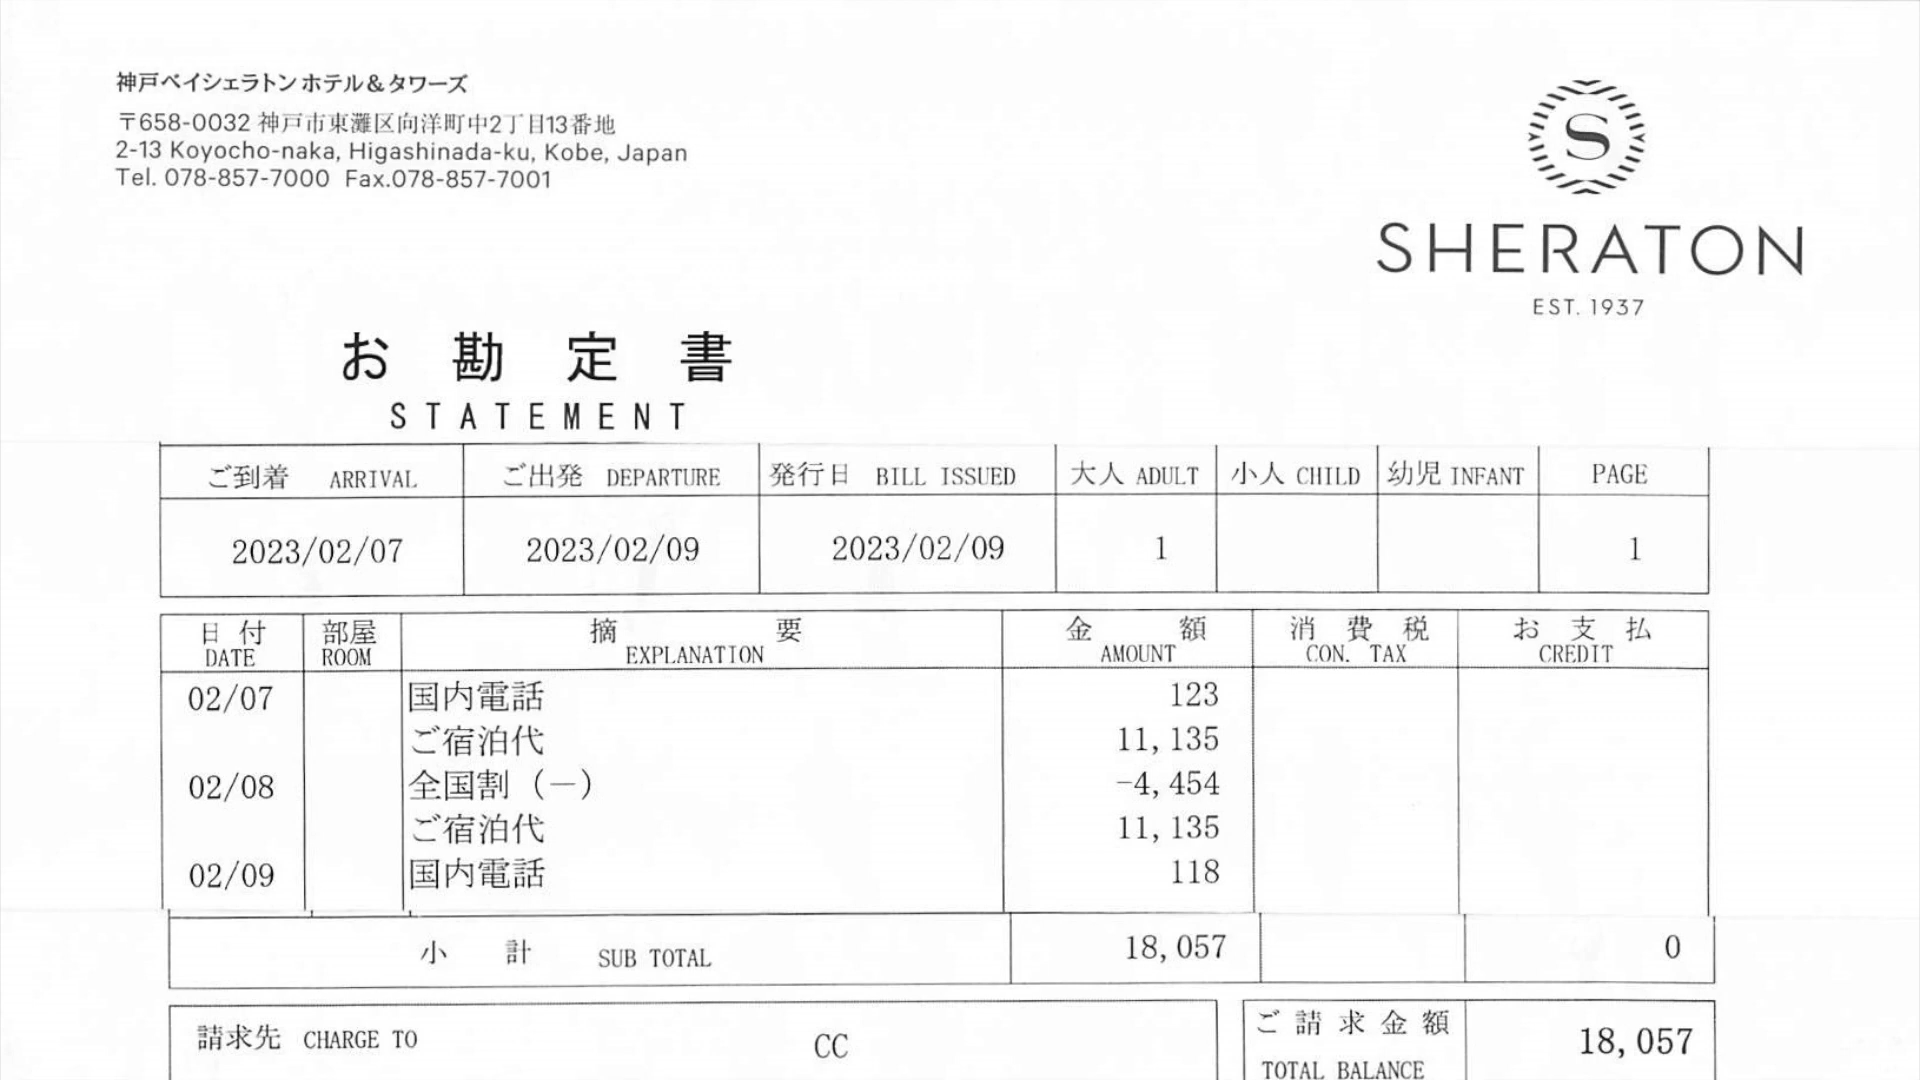 神戸ベイシェラトン ホテル&タワーズ
〒658-0032 神戸市東灘区向洋町中2丁目13番地
2-13 Koyocho-naka, Higashinada-ku, Kobe, Japan
Tel. 078-857-7000 Fax.078-857-7001
S
SHERATON
EST. 1937
お勘定書
STATEMENT
ご到着 ARRIVAL ご出発 DEPARTURE 発行日 BILL ISSUED 大人 ADULT 小人 CHILD 幼児 INFANT PAGE
2023/02/07 2023/02/09 2023/02/09 1 1
日付 部屋 摘要 金額 消費税 お支払
DATE ROOM EXPLANATION AMOUNT CON. TAX CREDIT
02/07 国内電話 123
ご宿泊代 11,135
02/08 全国割(-) -4,454
ご宿泊代 11,135
02/09 国内電話 118
小計 SUB TOTAL 18,057 0
請求先 CHARGE TO CC
ご請求金額 18,057
TOTAL BALANCE